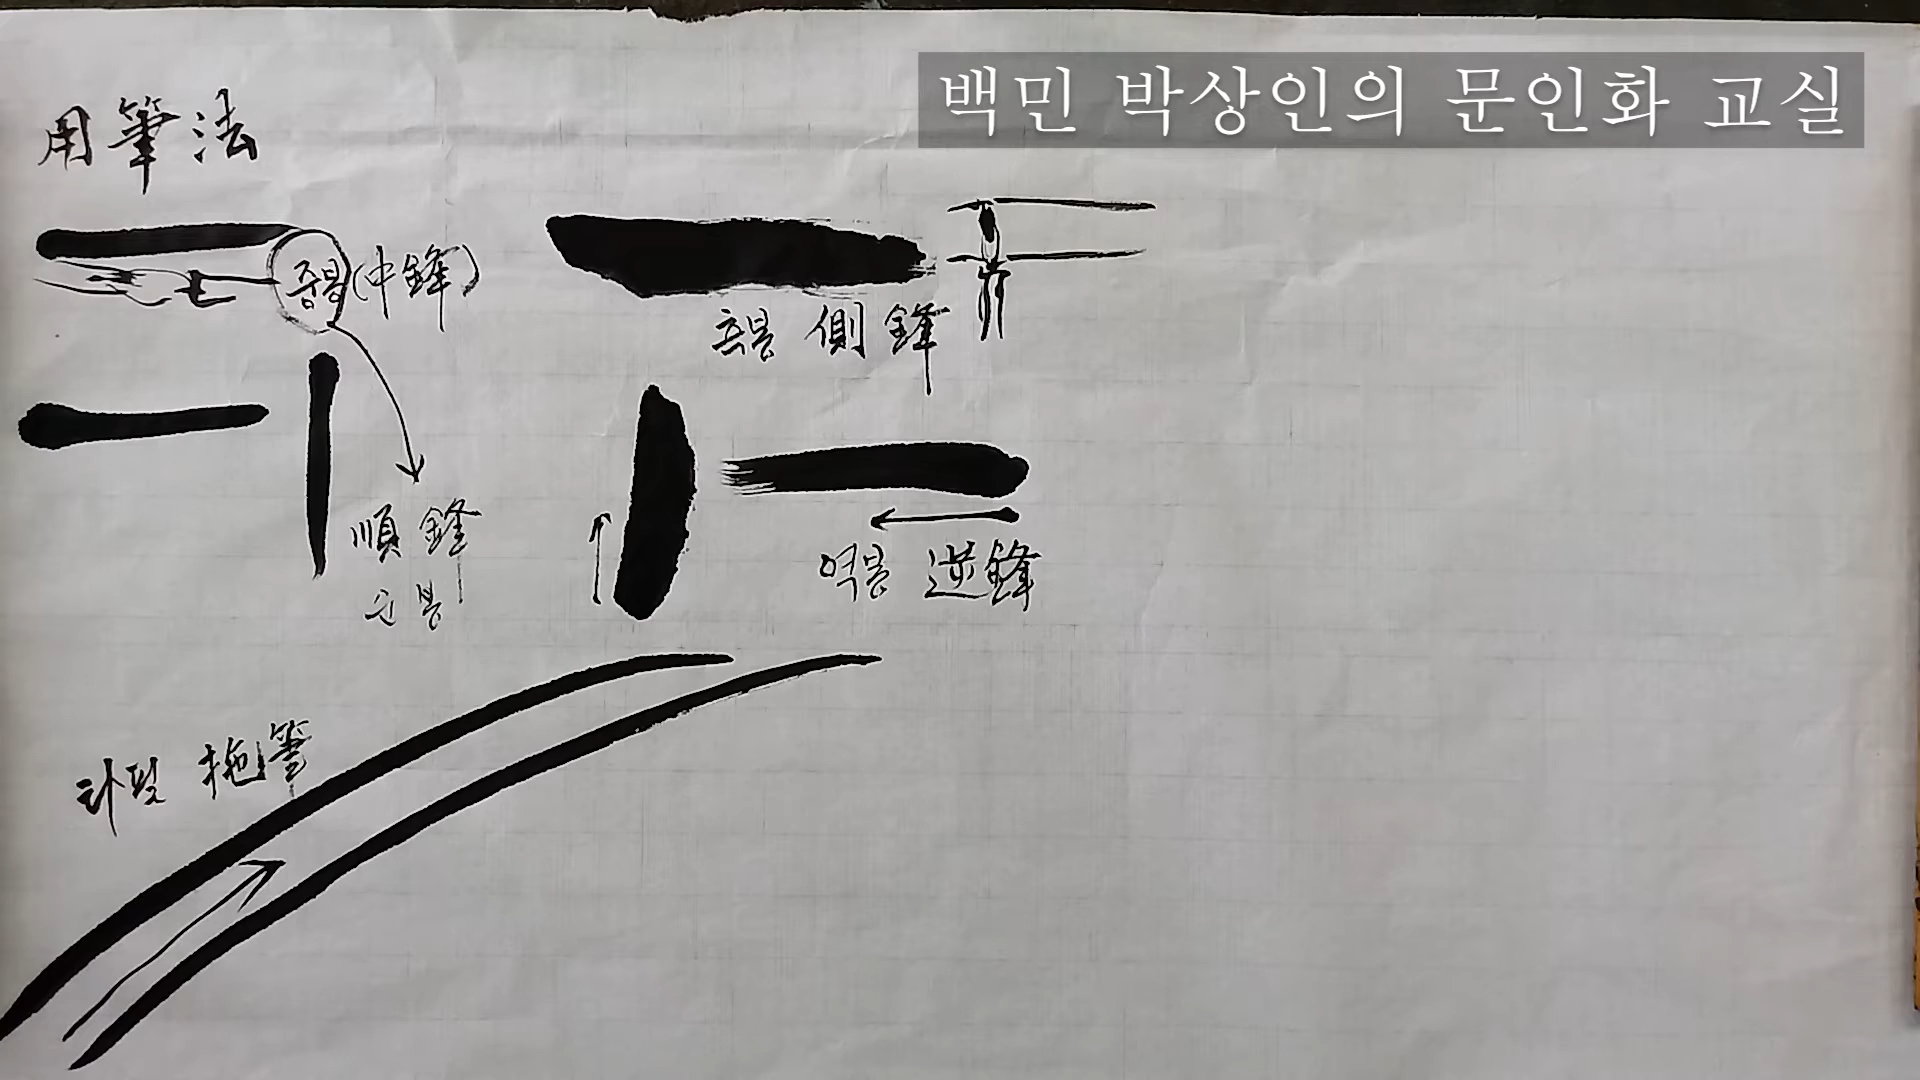 백민 박상인의 문인화 교실
用筆法
중봉(中鋒)
측봉 側鋒
順鋒
순봉
역봉 逆鋒
타필 拖筆